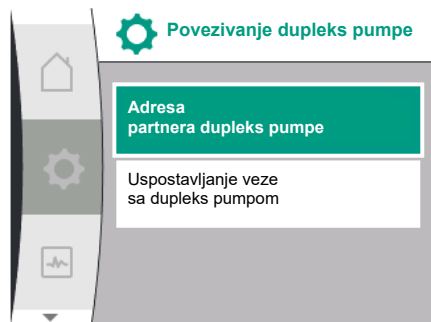 Povezivanje dupleks pumpe
Adresa
partnera dupleks pumpe
Uspostavljanje veze
sa dupleks pumpom